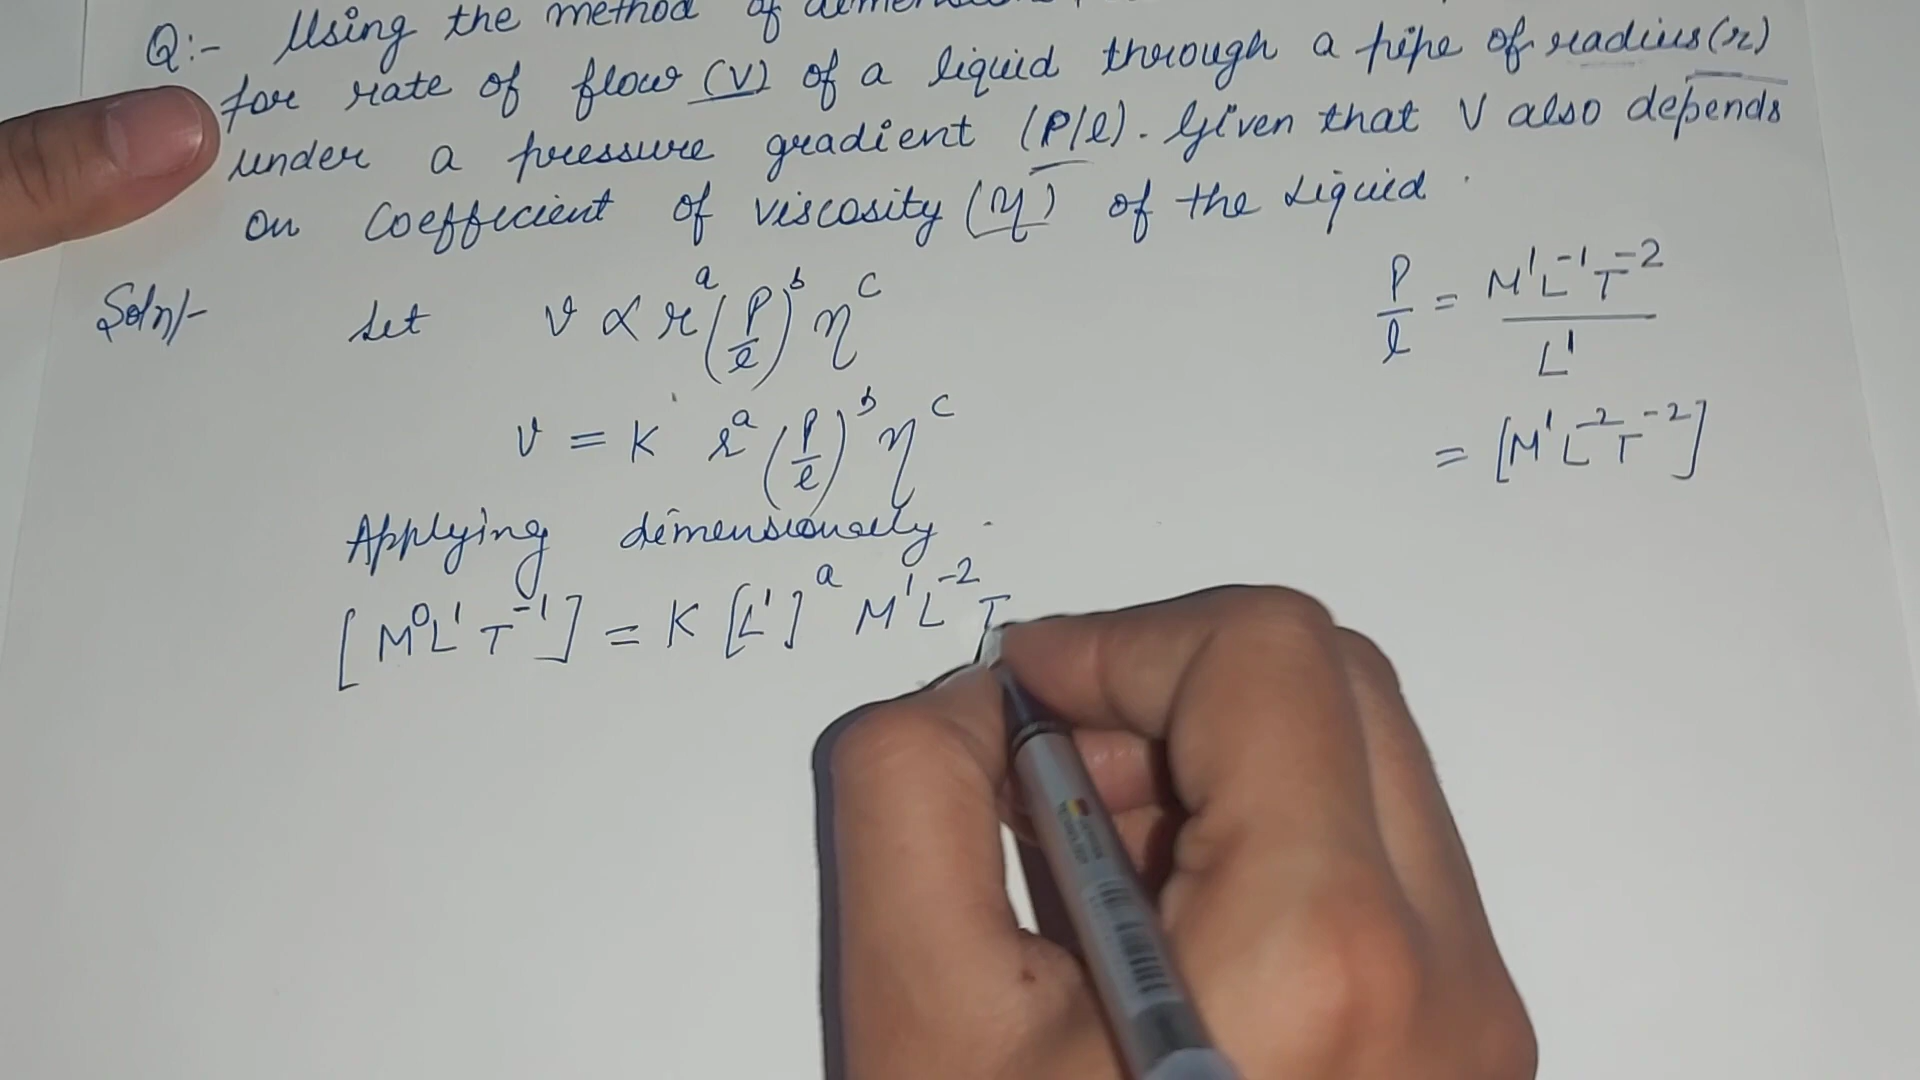 Q:- Using the method of
for rate of flow (V) of a liquid through a pipe of radius (r)
under a pressure gradient (P/l). Given that V also depends
on Coefficient of viscosity (η) of the liquid.
Soln/- Let v ∝ r^a (P/l)^b η^c
v = K r^a (P/l)^b η^c
Applying dimensionally.
[M^0 L^1 T^-1] = K [L^1]^a M^1 L^-2 T
P/l = M^1 L^-1 T^-2 / L^1
= [M^1 L^-2 T^-2]